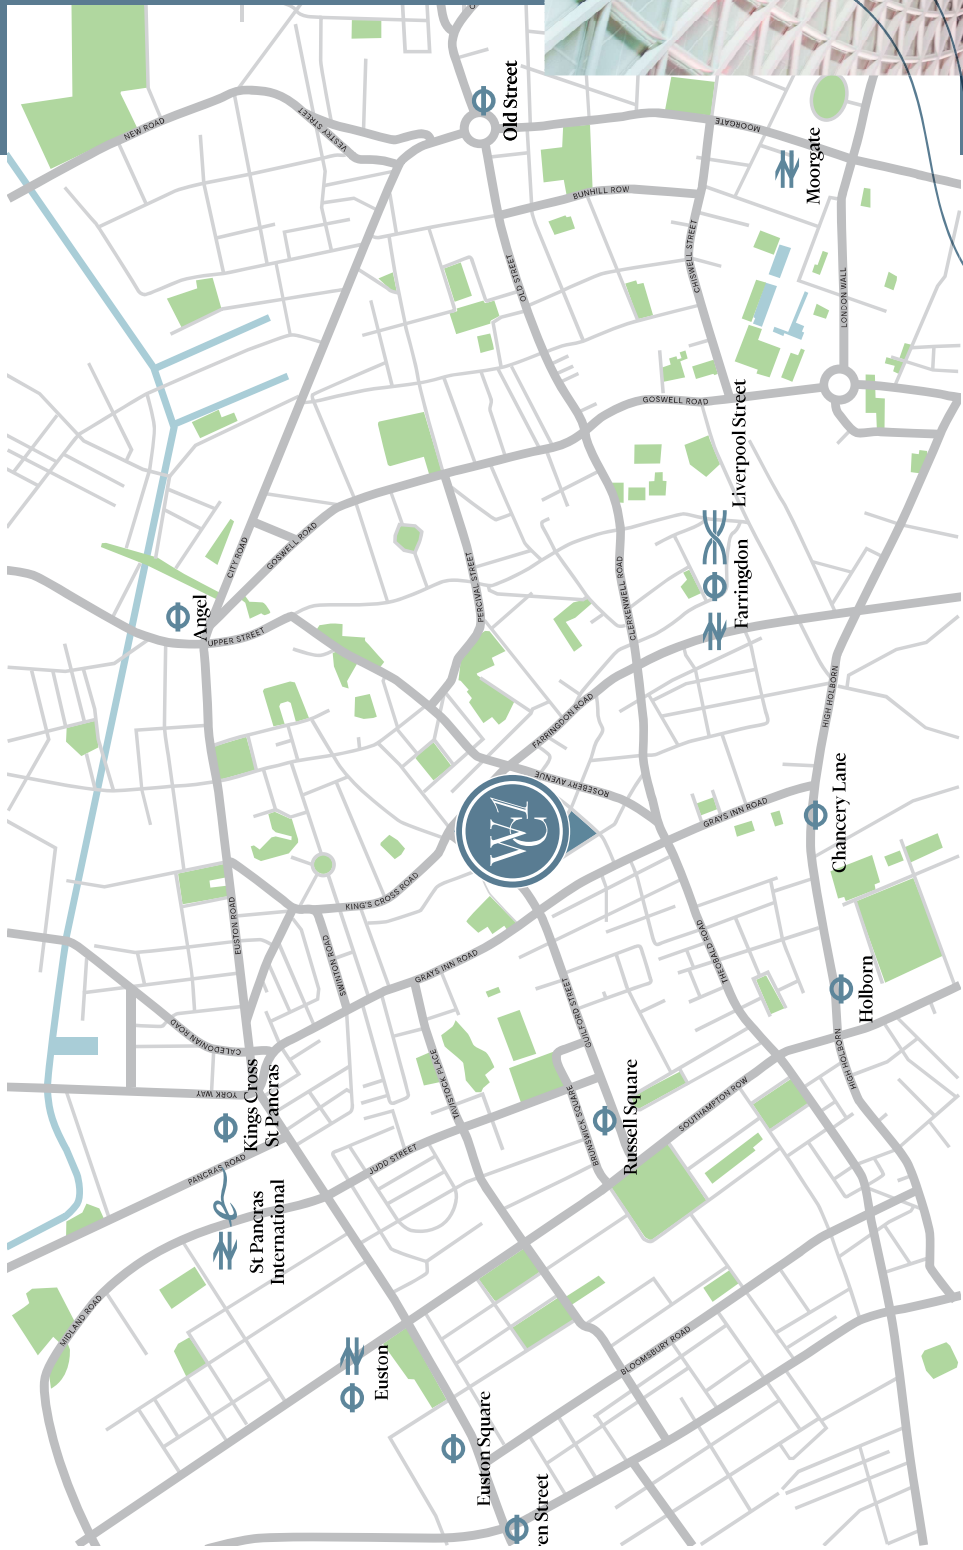 Old Street
NEW ROAD
VESTRY STREET
MOORGATE
Moorgate
BUNHILL ROW
CHISWELL STREET
OLD STREET
LONDON WALL
GOSWELL ROAD
Liverpool Street
Farringdon
CITY ROAD
GOSWELL ROAD
Angel
UPPER STREET
PERCIVAL STREET
CLERKENWELL ROAD
FARRINGDON ROAD
HIGH HOLBORN
ROSEBERY AVENUE
WC1
GRAYS INN ROAD
Chancery Lane
KING'S CROSS ROAD
EUSTON ROAD
SWINTON ROAD
GRAYS INN ROAD
THEOBALD ROAD
Holborn
GUILFORD STREET
CALEDONIAN ROAD
YORK WAY
Kings Cross
St Pancras
TAVISTOCK PLACE
HIGH HOLBORN
Russell Square
BRUNSWICK SQUARE
SOUTHAMPTON ROW
PANCRAS ROAD
JUDD STREET
St Pancras
International
MIDLAND ROAD
Euston
BLOOMSBURY ROAD
Euston Square
ren Street